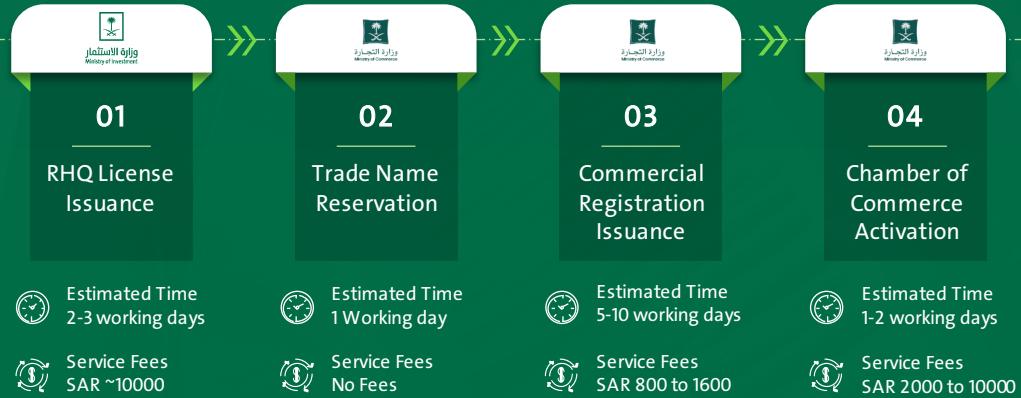 وزارة الاستثمار
Ministry of Investment
01
RHQ License
Issuance
Estimated Time
2-3 working days
Service Fees
SAR ~10000
وزارة التجارة
Ministry of Commerce
02
Trade Name
Reservation
Estimated Time
1 Working day
Service Fees
No Fees
وزارة التجارة
Ministry of Commerce
03
Commercial
Registration
Issuance
Estimated Time
5-10 working days
Service Fees
SAR 800 to 1600
وزارة التجارة
Ministry of Commerce
04
Chamber of
Commerce
Activation
Estimated Time
1-2 working days
Service Fees
SAR 2000 to 10000